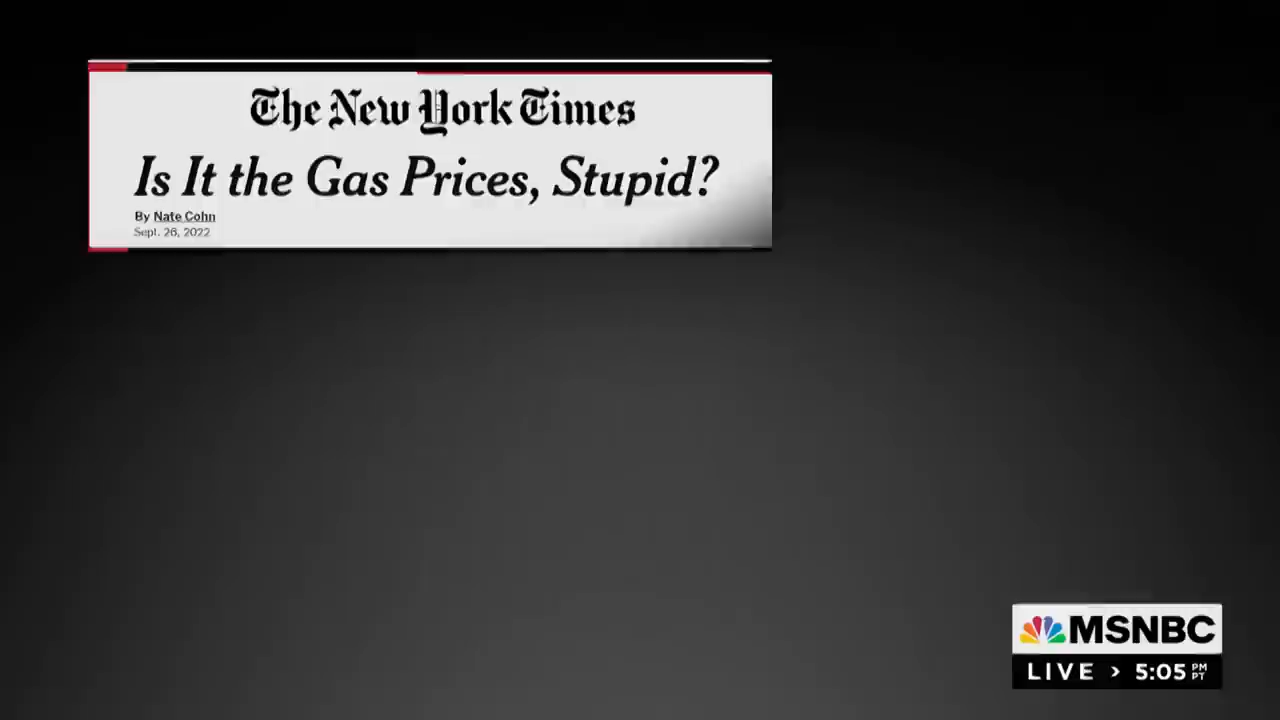 The New York Times
Is It the Gas Prices, Stupid?
By Nate Cohn
Sept. 26, 2022
MSNBC
LIVE > 5:05 PM PT